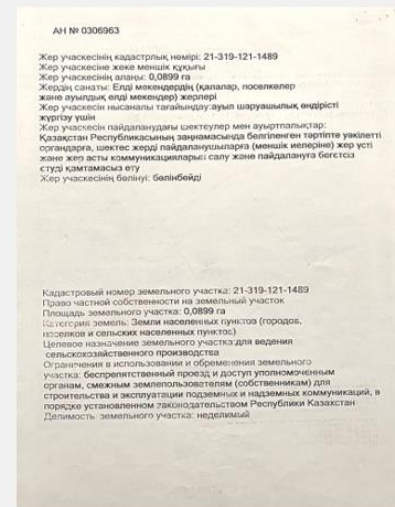 АН № 0306963
Жер учаскесінің кадастрлық нөмірі: 21-319-121-1489
Жер учаскесіне жеке меншік құқығы
Жер учаскесінің алаңы: 0,0899 га
Жердің санаты: Елді мекендердің (қалалар, поселкелер
және ауылдық елді мекендер) жерлері
Жер учаскесін нысаналы тағайындау: ауыл шаруашылық өндірісті
жүргізу үшін
Жер учаскесін пайдаланудағы шектеулер мен ауыртпалықтар:
Қазақстан Республикасының заңнамасында белгіленген тәртіпте уәкілетті
органдарға, шектес жерді пайдаланушыларға (меншік иелеріне) жер үсті
және жер асты коммуникацияларын салу және пайдалануға бөгетсіз
өтуді қамтамасыз ету
Жер учаскесінің бөлінуі: бөлінбейді
Кадастровый номер земельного участка: 21-319-121-1489
Право частной собственности на земельный участок
Площадь земельного участка: 0,0899 га
Категория земель: Земли населенных пунктов (городов,
поселков и сельских населенных пунктов)
Целевое назначение земельного участка: для ведения
сельскохозяйственного производства
Ограничения в использовании и обременения земельного
участка: беспрепятственный проезд и доступ уполномоченным
органам, смежным землепользователям (собственникам) для
строительства и эксплуатации подземных и надземных коммуникаций, в
порядке установленном законодательством Республики Казахстан
Делимость земельного участка: неделимый